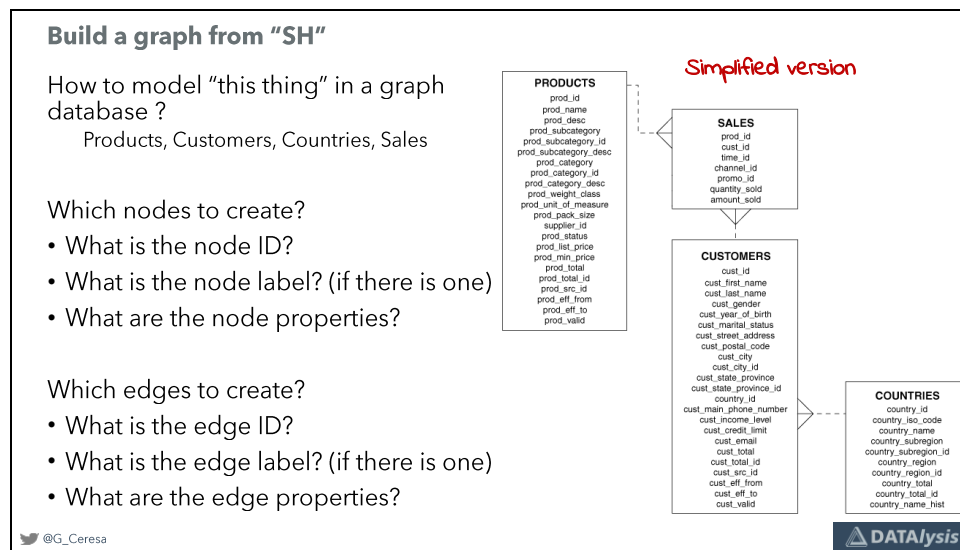 Build a graph from “SH”
How to model “this thing” in a graph
database ?
Products, Customers, Countries, Sales
Which nodes to create?
• What is the node ID?
• What is the node label? (if there is one)
• What are the node properties?
Which edges to create?
• What is the edge ID?
• What is the edge label? (if there is one)
• What are the edge properties?
Simplified version
PRODUCTS
prod_id
prod_name
prod_desc
prod_subcategory
prod_subcategory_id
prod_subcategory_desc
prod_category
prod_category_id
prod_category_desc
prod_weight_class
prod_unit_of_measure
prod_pack_size
supplier_id
prod_status
prod_list_price
prod_min_price
prod_total
prod_total_id
prod_src_id
prod_eff_from
prod_eff_to
prod_valid
SALES
prod_id
cust_id
time_id
channel_id
promo_id
quantity_sold
amount_sold
CUSTOMERS
cust_id
cust_first_name
cust_last_name
cust_gender
cust_year_of_birth
cust_marital_status
cust_street_address
cust_postal_code
cust_city
cust_city_id
cust_state_province
cust_state_province_id
country_id
cust_main_phone_number
cust_income_level
cust_credit_limit
cust_email
cust_total
cust_total_id
cust_src_id
cust_eff_from
cust_eff_to
cust_valid
COUNTRIES
country_id
country_iso_code
country_name
country_subregion
country_subregion_id
country_region
country_region_id
country_total
country_total_id
country_name_hist
@G_Ceresa
DATAlysis